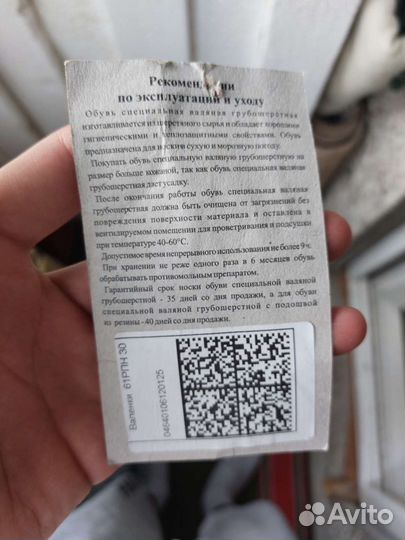 Рекомендации
по эксплуатации и уходу
Обувь специальная валяная грубошерстная
изготавливается из шерстяного сырья и обладает хорошими
гигиеническими и теплозащитными свойствами. Обувь
предназначена для носки в сухую и морозную погоду.
Покупать обувь специальную валяную грубошерстную на
размер больше кожаной, так как обувь специальная валяная
грубошерстная даст усадку.
После окончания работы обувь специальная валяная
грубошерстная должна быть очищена от загрязнений без
повреждения поверхности материала и оставлена в
вентилируемом помещении для проветривания и подсушки
при температуре 40-60°С.
Допустимое время непрерывного использования не более 9 ч.
При хранении не реже одного раза в 6 месяцев обувь
обрабатывать противомольным препаратом.
Гарантийный срок носки обуви специальной валяной
грубошерстной - 35 дней со дня продажи, а для обуви
специальной валяной грубошерстной с подошвой
из резины - 40 дней со дня продажи.
Валенки 61РПН 30
04640106120125
Avito